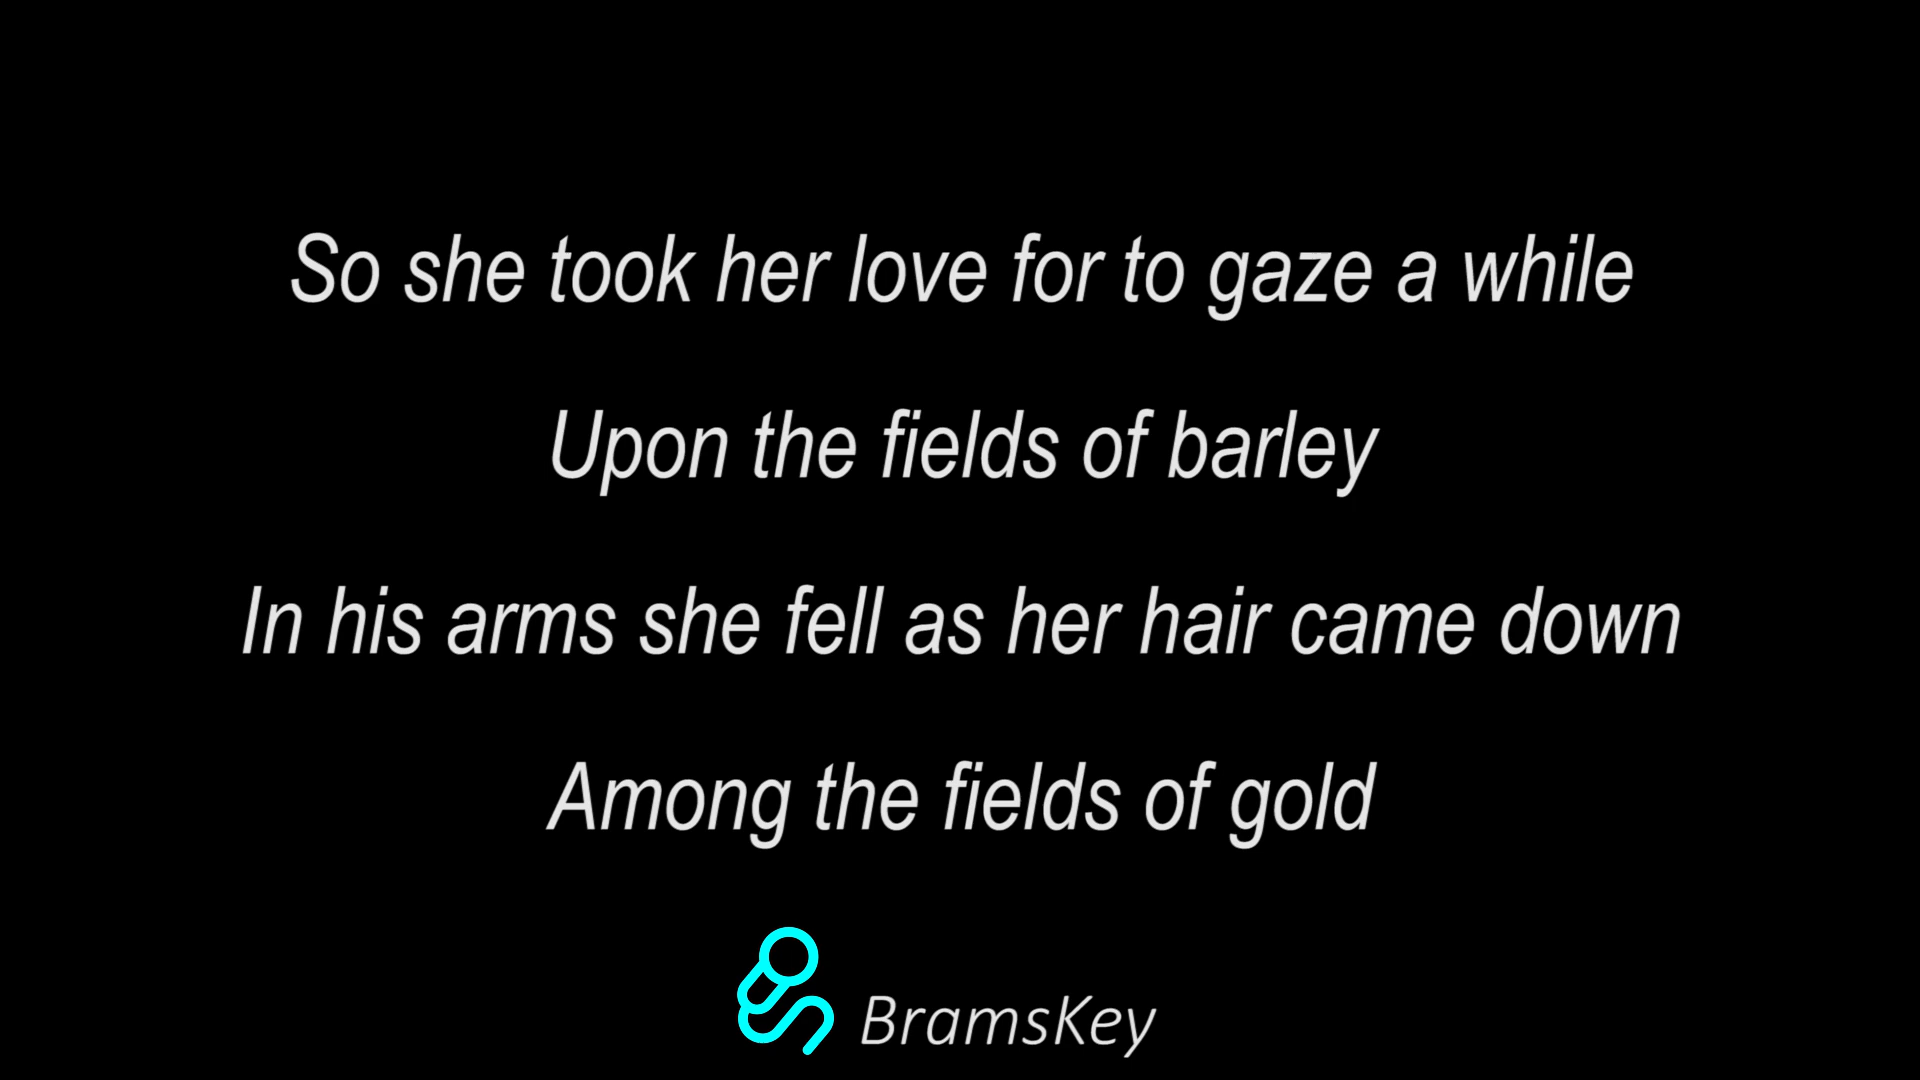 So she took her love for to gaze a while
Upon the fields of barley
In his arms she fell as her hair came down
Among the fields of gold
BramsKey